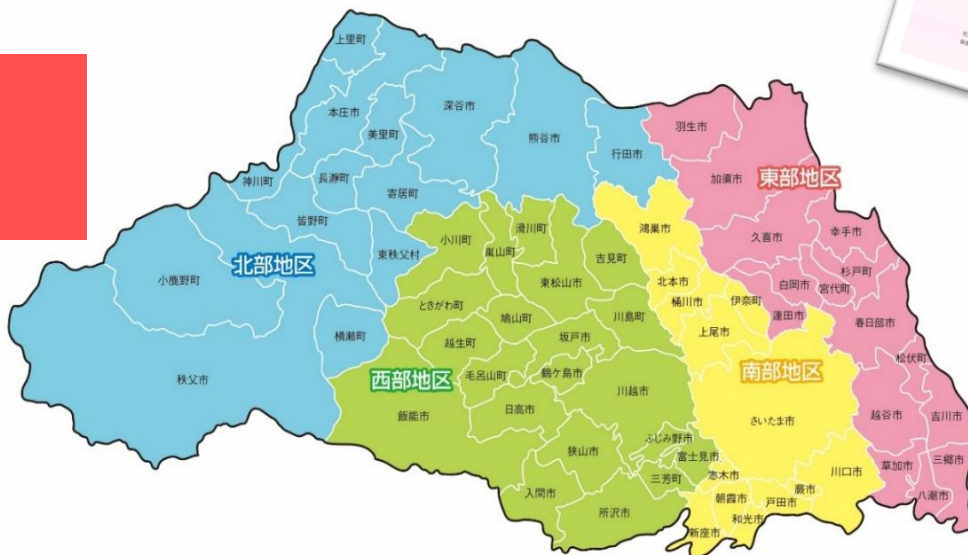 上里町
本庄市
美里町
深谷市
熊谷市
行田市
羽生市
加須市
東部地区
神川町
長瀞町
寄居町
皆野町
東秩父村
北部地区
小鹿野町
横瀬町
秩父市
小川町
嵐山町
滑川町
吉見町
東松山市
ときがわ町
鳩山町
川島町
越生町
坂戸市
西部地区
毛呂山町
鶴ケ島市
川越市
飯能市
日高市
狭山市
ふじみ野市
富士見市
三芳町
入間市
所沢市
鴻巣市
北本市
桶川市
伊奈町
上尾市
南部地区
さいたま市
志木市
朝霞市
和光市
新座市
戸田市
蕨市
川口市
久喜市
幸手市
杉戸町
宮代町
白岡市
蓮田市
春日部市
松伏町
越谷市
吉川市
草加市
三郷市
八潮市